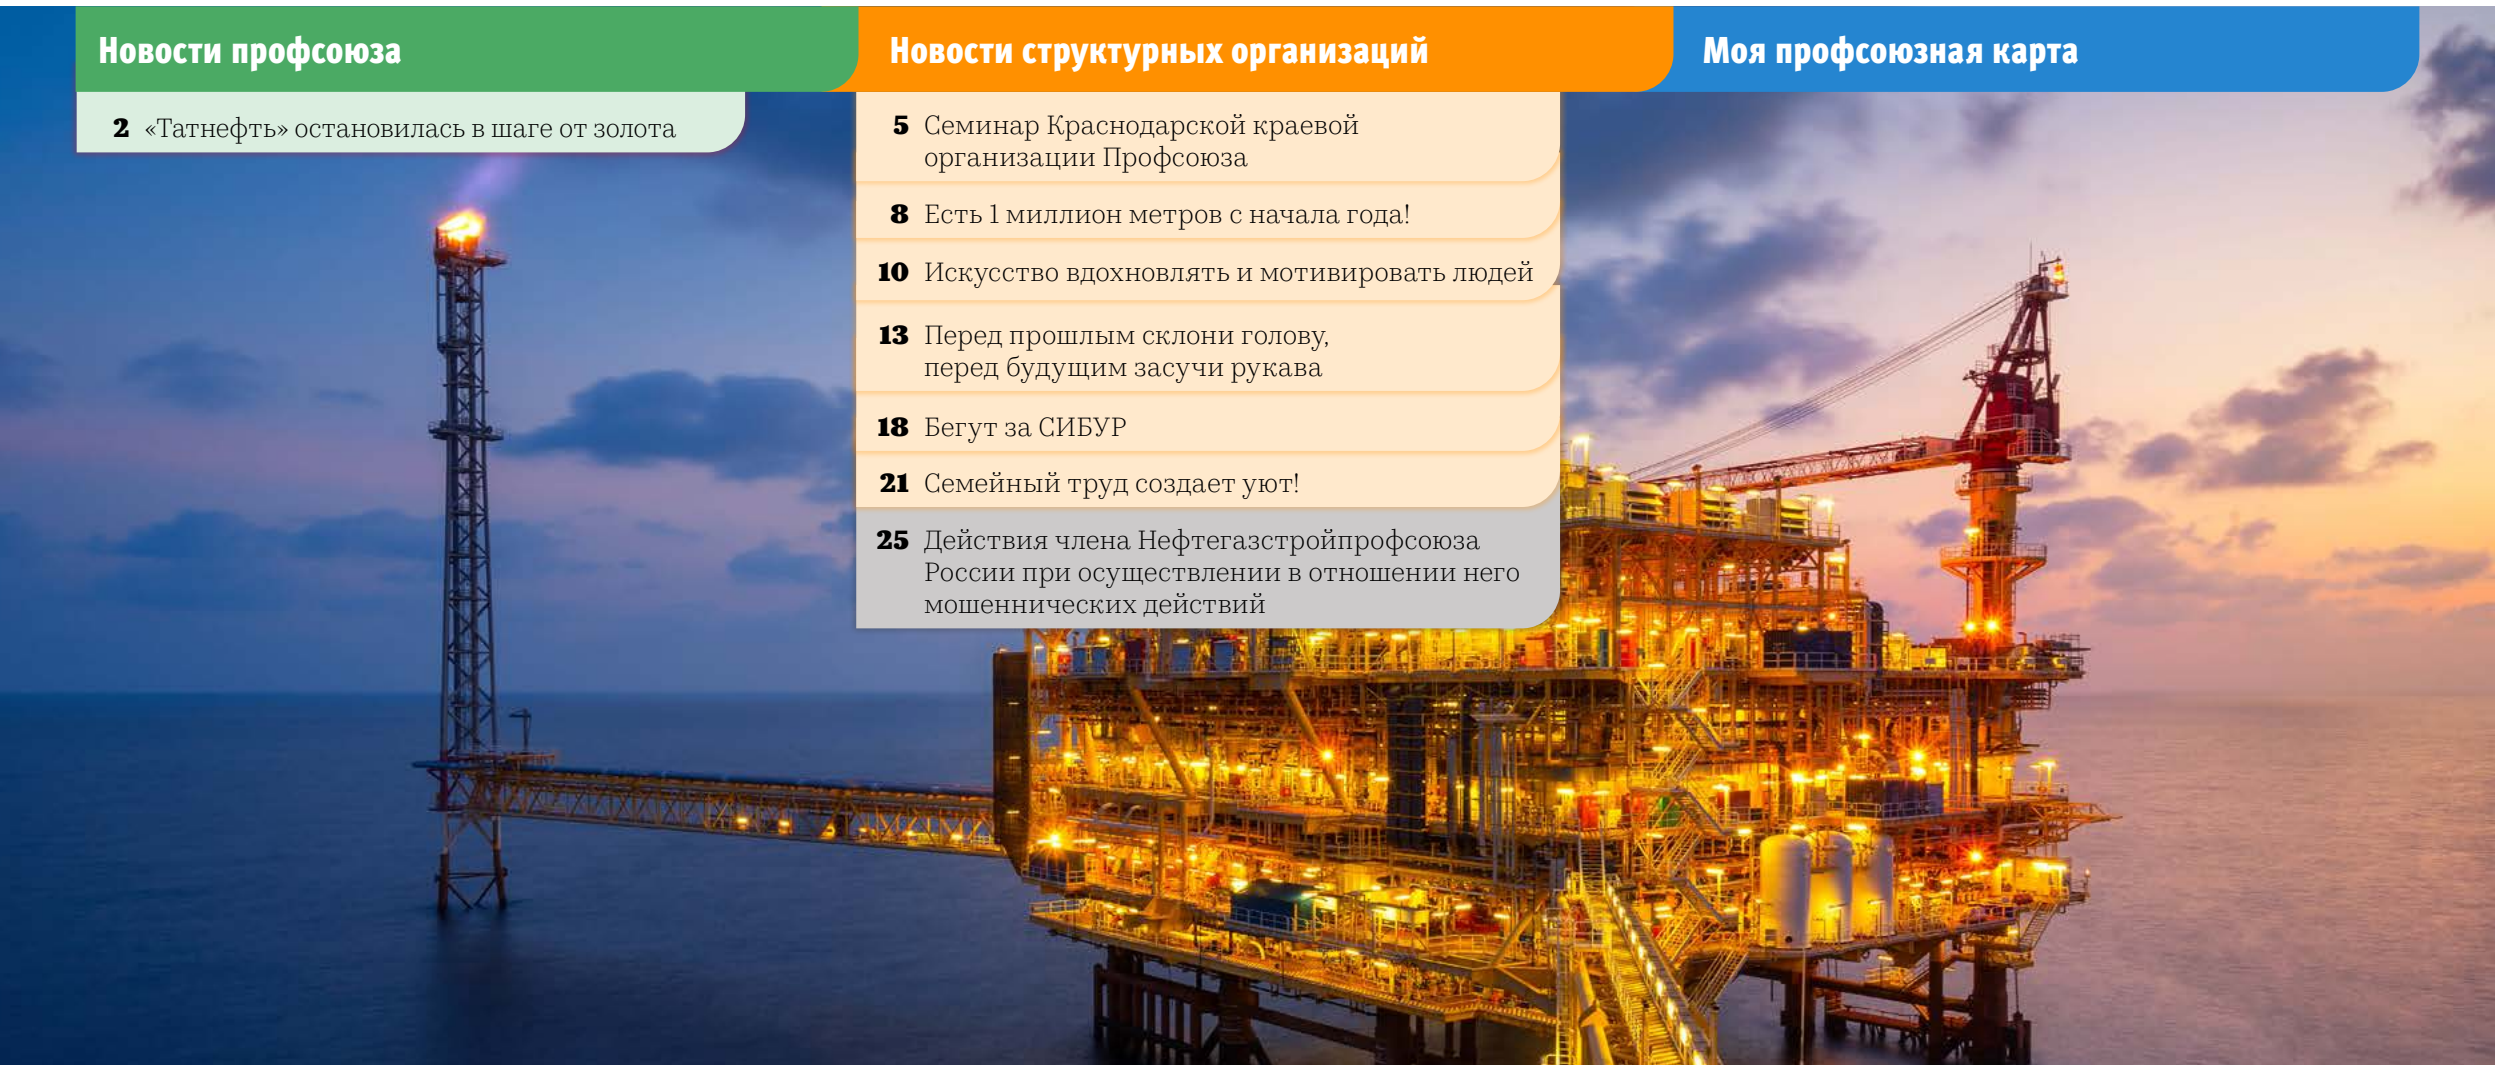 Новости профсоюза
2 «Татнефть» остановилась в шаге от золота
Новости структурных организаций
5 Семинар Краснодарской краевой
организации Профсоюза
8 Есть 1 миллион метров с начала года!
10 Искусство вдохновлять и мотивировать людей
13 Перед прошлым склони голову,
перед будущим засучи рукава
18 Бегут за СИБУР
21 Семейный труд создает уют!
25 Действия члена Нефтегазстройпрофсоюза
России при осуществлении в отношении него
мошеннических действий
Моя профсоюзная карта